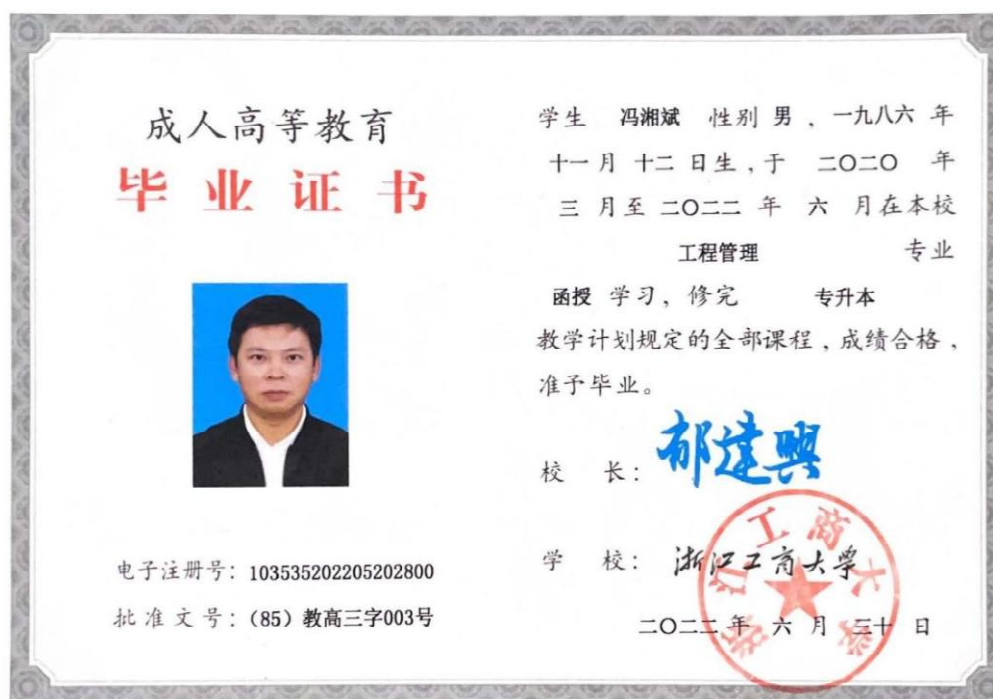 成人高等教育
毕业证书
电子注册号：103535202205202800
批准文号：（85）教高三字003号
学生 冯湘斌 性别 男 、一九八六 年
十一 月 十二 日生，于 二〇二〇 年
三 月至 二〇二二 年 六 月在本校
工程管理 专业
函授 学习，修完 专升本
教学计划规定的全部课程，成绩合格，
准予毕业。
校 长：郁建兴
学 校：浙江工商大学
二〇二二 年 六 月 三十 日
浙江工商大学